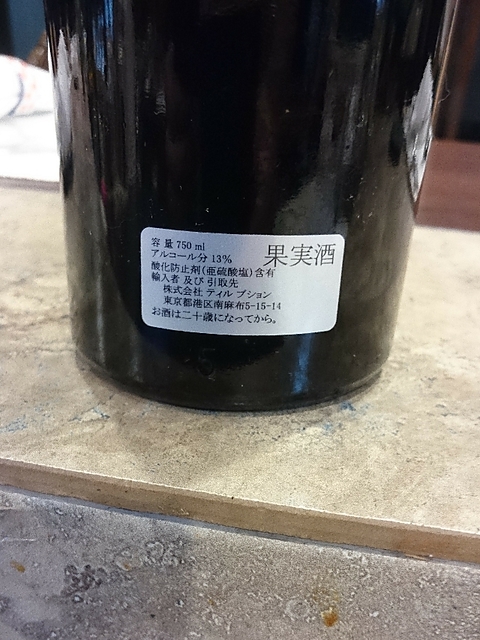 容量 750 ml
果実酒
アルコール分 13%
酸化防止剤(亜硫酸塩)含有
輸入者 及び 引取先
株式会社 ティル プション
東京都港区南麻布5-15-14
お酒は二十歳になってから。